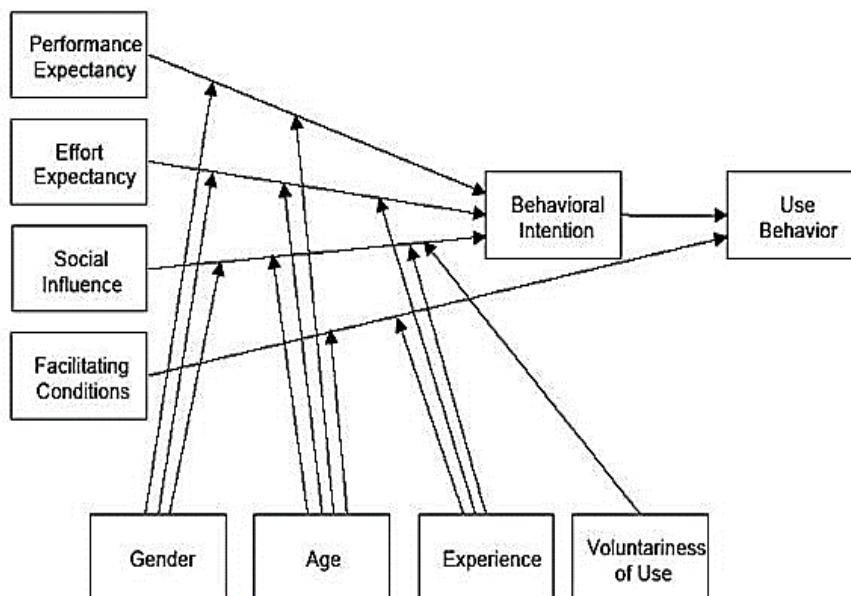 Performance
Expectancy
Effort
Expectancy
Social
Influence
Facilitating
Conditions
Behavioral
Intention
Use
Behavior
Gender
Age
Experience
Voluntariness
of Use